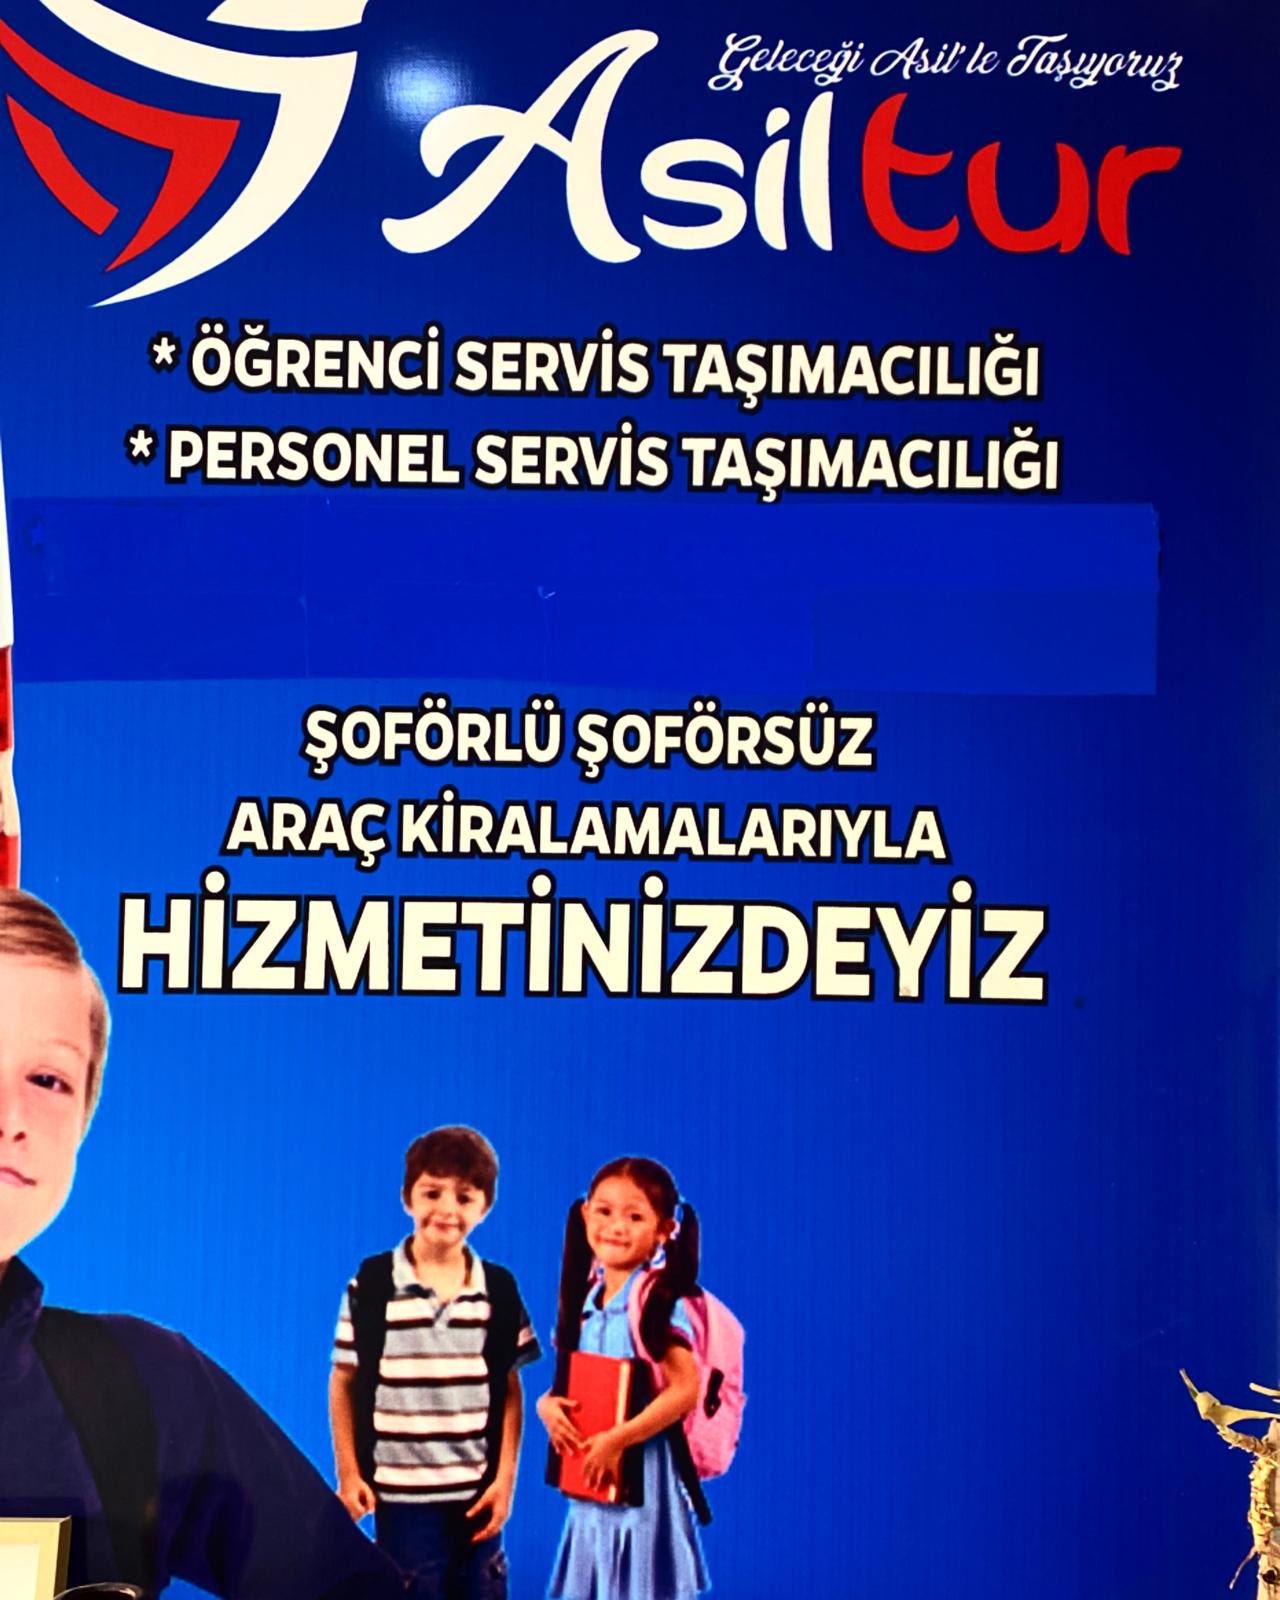 Geleceği Asil'le Taşıyoruz
Asiltur
* ÖĞRENCİ SERVİS TAŞIMACILIĞI
* PERSONEL SERVİS TAŞIMACILIĞI
ŞOFÖRLÜ ŞOFÖRSÜZ
ARAÇ KİRALAMALARIYLA
HİZMETİNİZDEYİZ